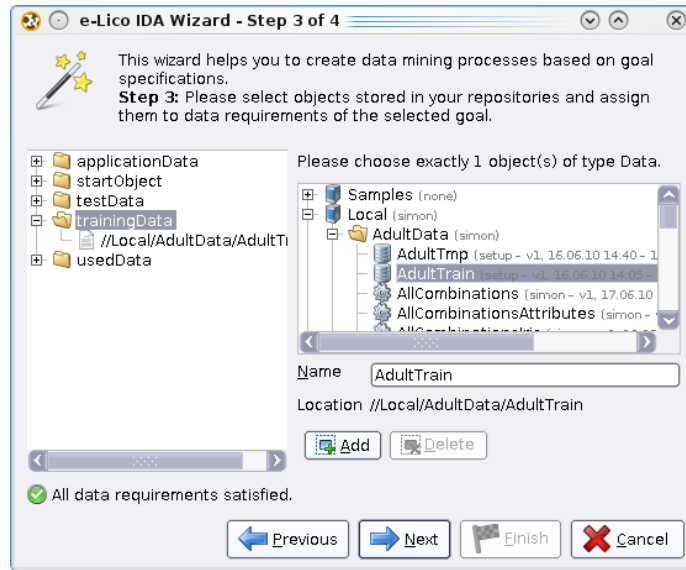 e-Lico IDA Wizard - Step 3 of 4
This wizard helps you to create data mining processes based on goal
specifications.
Step 3: Please select objects stored in your repositories and assign
them to data requirements of the selected goal.
applicationData
startObject
testData
trainingData
//Local/AdultData/AdultTr
usedData
Please choose exactly 1 object(s) of type Data.
Samples (none)
Local (simon)
AdultData (simon)
AdultTmp (setup - v1, 16.06.10 14:40 - 1
AdultTrain (setup - v1, 16.06.10 14:05 -
AllCombinations (simon - v1, 17.06.10
AllCombinationsAttributes (simon -
Name
AdultTrain
Location //Local/AdultData/AdultTrain
Add
Delete
All data requirements satisfied.
Previous
Next
Finish
Cancel